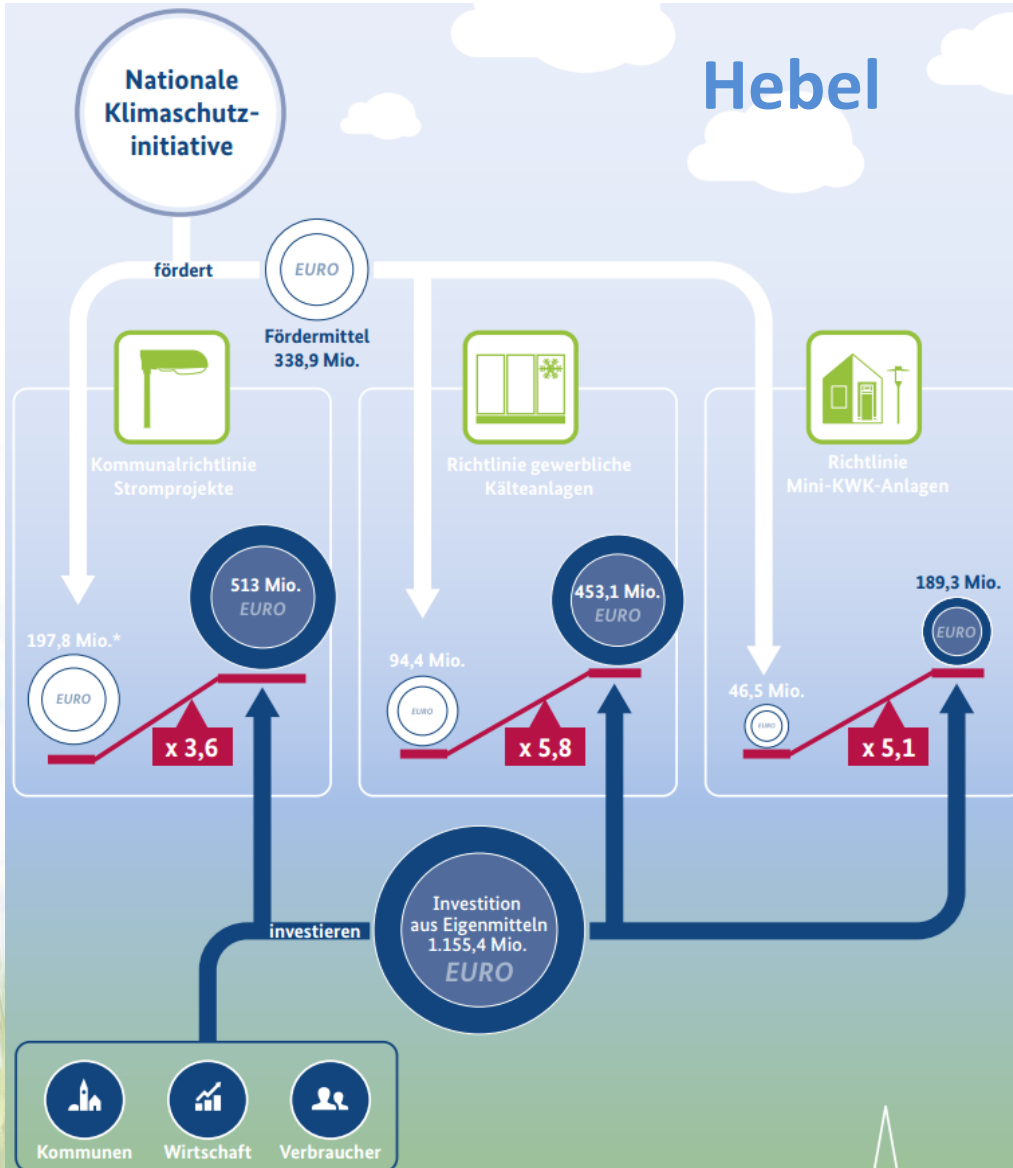 Hebel
Nationale
Klimaschutz-
initiative
fördert
EURO
Fördermittel
338,9 Mio.
Kommunalrichtlinie
Stromprojekte
Richtlinie gewerbliche
Kälteanlagen
Richtlinie
Mini-KWK-Anlagen
513 Mio.
EURO
197,8 Mio.*
EURO
x 3,6
453,1 Mio.
EURO
94,4 Mio.
EURO
x 5,8
189,3 Mio.
EURO
46,5 Mio.
EURO
x 5,1
investieren
Investition
aus Eigenmitteln
1.155,4 Mio.
EURO
Kommunen
Wirtschaft
Verbraucher